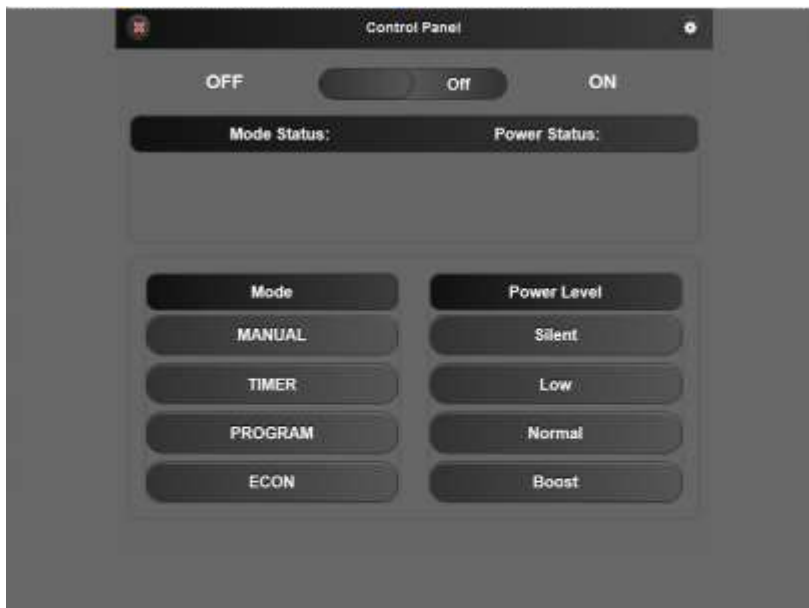 Control Panel
OFF Off ON
Mode Status: Power Status:
Mode Power Level
MANUAL Silent
TIMER Low
PROGRAM Normal
ECON Boost